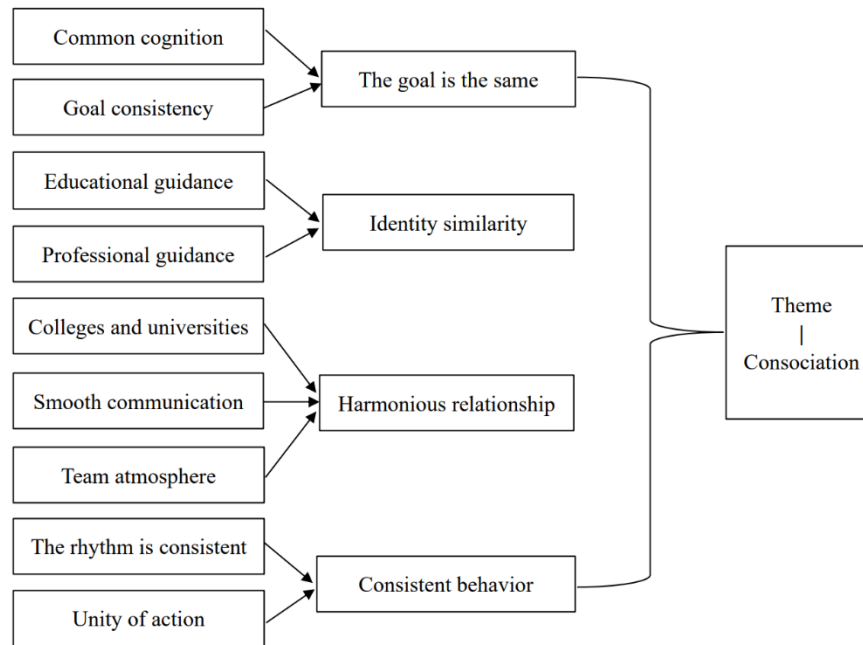 Common cognition
Goal consistency
Educational guidance
Professional guidance
Colleges and universities
Smooth communication
Team atmosphere
The rhythm is consistent
Unity of action
The goal is the same
Identity similarity
Harmonious relationship
Consistent behavior
Theme
|
Consociation